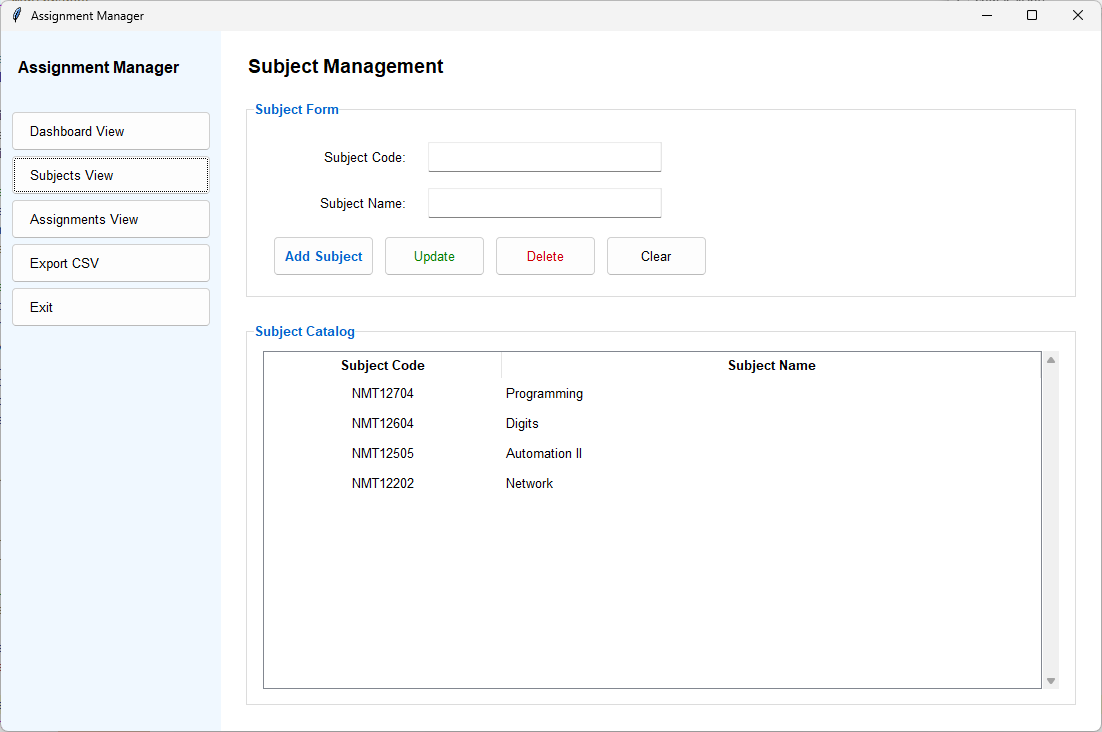 Assignment Manager
Assignment Manager
Dashboard View
Subjects View
Assignments View
Export CSV
Exit
Subject Management
Subject Form
Subject Code:
Subject Name:
Add Subject Update Delete Clear
Subject Catalog
Subject Code Subject Name
NMT12704 Programming
NMT12604 Digits
NMT12505 Automation II
NMT12202 Network